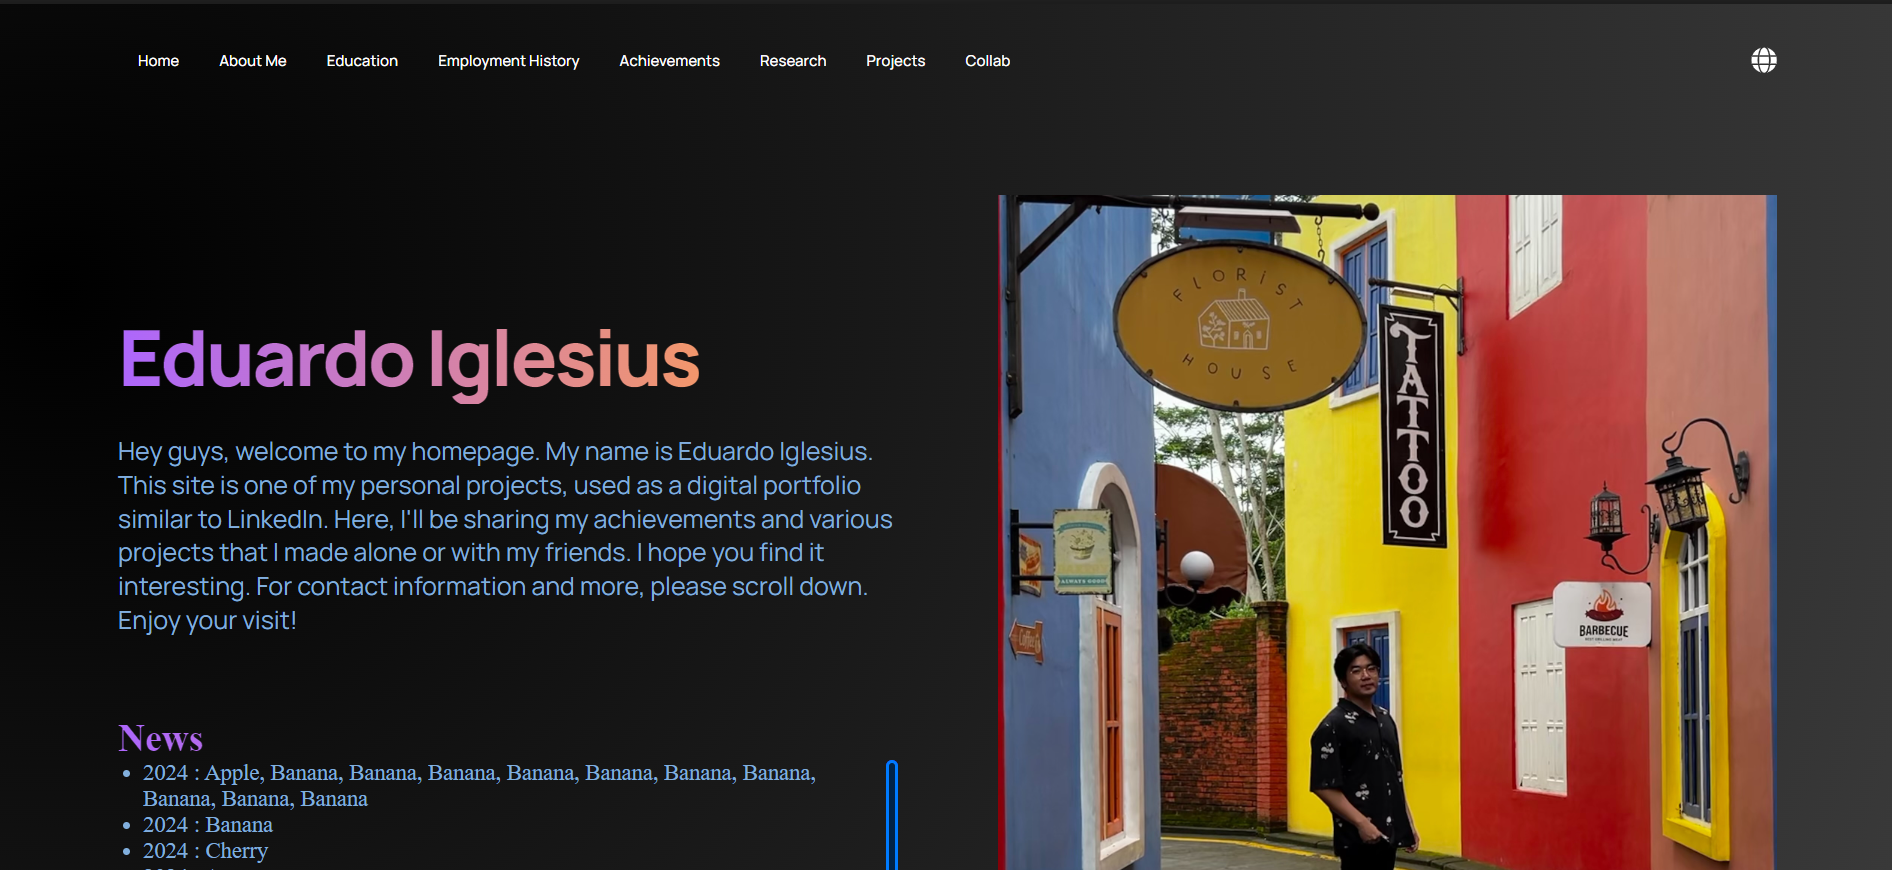 Home
About Me
Education
Employment History
Achievements
Research
Projects
Collab
Eduardo Iglesius
Hey guys, welcome to my homepage. My name is Eduardo Iglesius.
This site is one of my personal projects, used as a digital portfolio
similar to LinkedIn. Here, I'll be sharing my achievements and various
projects that I made alone or with my friends. I hope you find it
interesting. For contact information and more, please scroll down.
Enjoy your visit!
News
2024 : Apple, Banana, Banana, Banana, Banana, Banana, Banana, Banana,
Banana, Banana, Banana
2024 : Banana
2024 : Cherry
FLORiST
HOUSE
TATTOO
ALWAYS GOOD
Coffee
BARBECUE